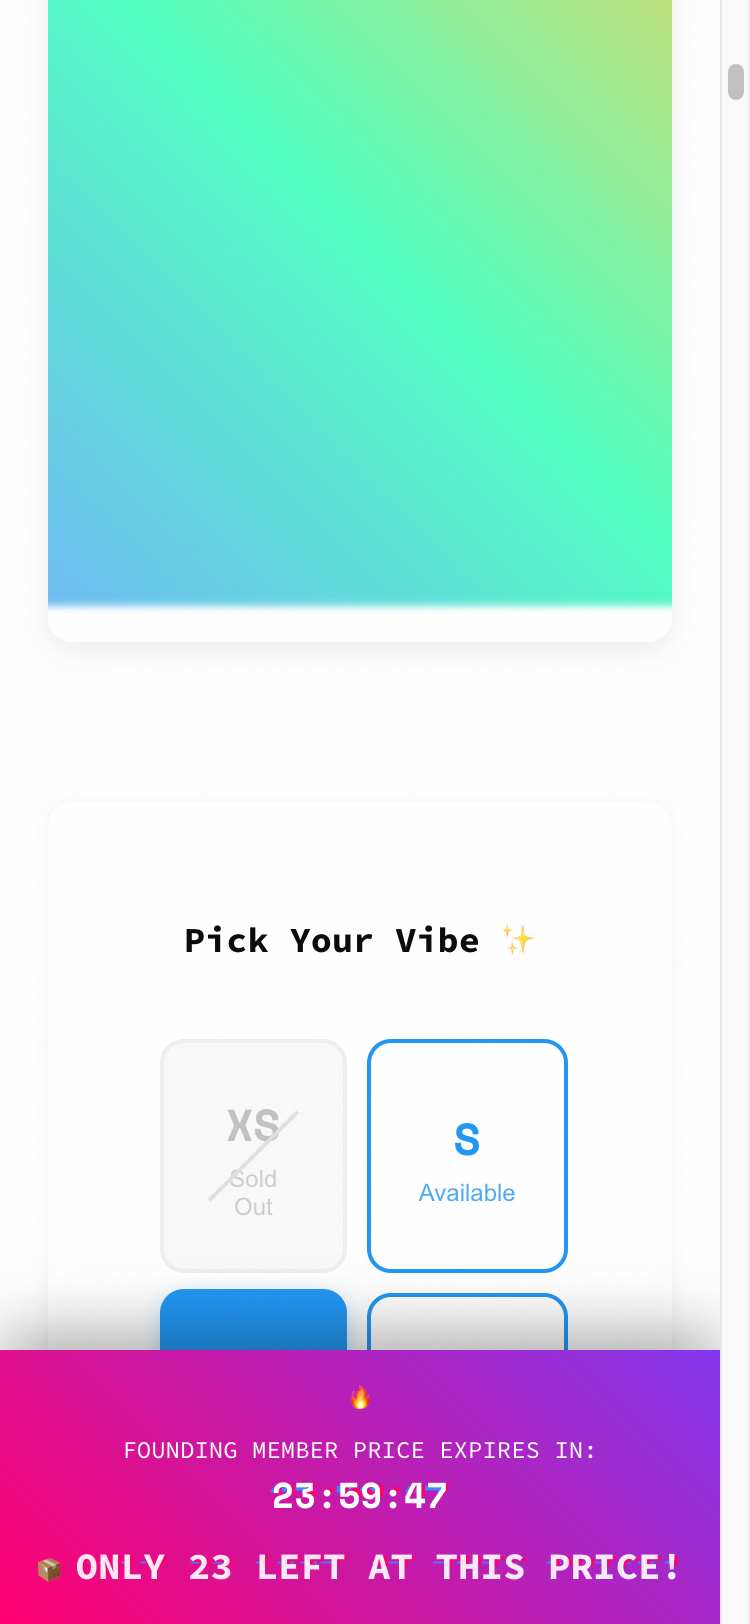 Pick Your Vibe ✨
XS
Sold
Out
S
Available
🔥
FOUNDING MEMBER PRICE EXPIRES IN:
23:59:47
📦 ONLY 23 LEFT AT THIS PRICE!